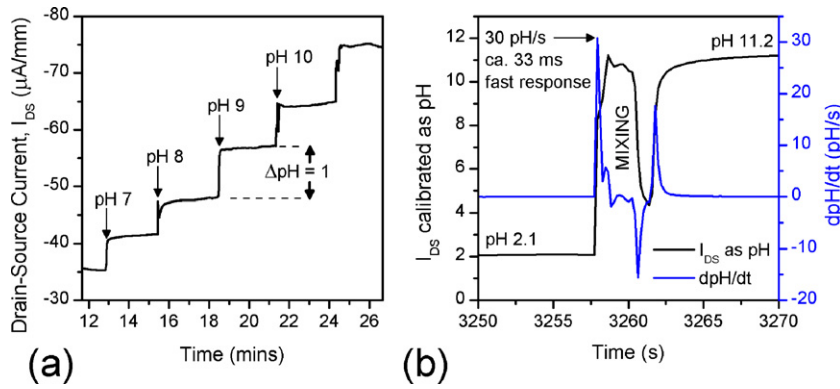 -80
-70
-60
-50
-40
-30
Drain-Source Current, I_DS (μA/mm)
pH 7
pH 8
pH 9
pH 10
ΔpH = 1
12 14 16 18 20 22 24 26
Time (mins)
(a)
12
10
8
6
4
2
0
I_DS calibrated as pH
30 pH/s
ca. 33 ms
fast response
MIXING
pH 11.2
pH 2.1
I_DS as pH
dpH/dt
30
20
10
0
-10
-20
dpH/dt (pH/s)
3250 3255 3260 3265 3270
Time (s)
(b)